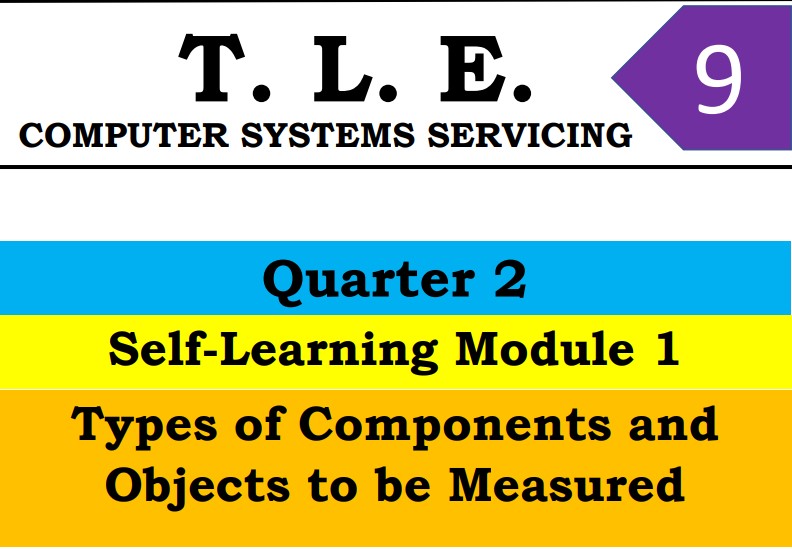 T. L. E.
9
COMPUTER SYSTEMS SERVICING
Quarter 2
Self-Learning Module 1
Types of Components and
Objects to be Measured